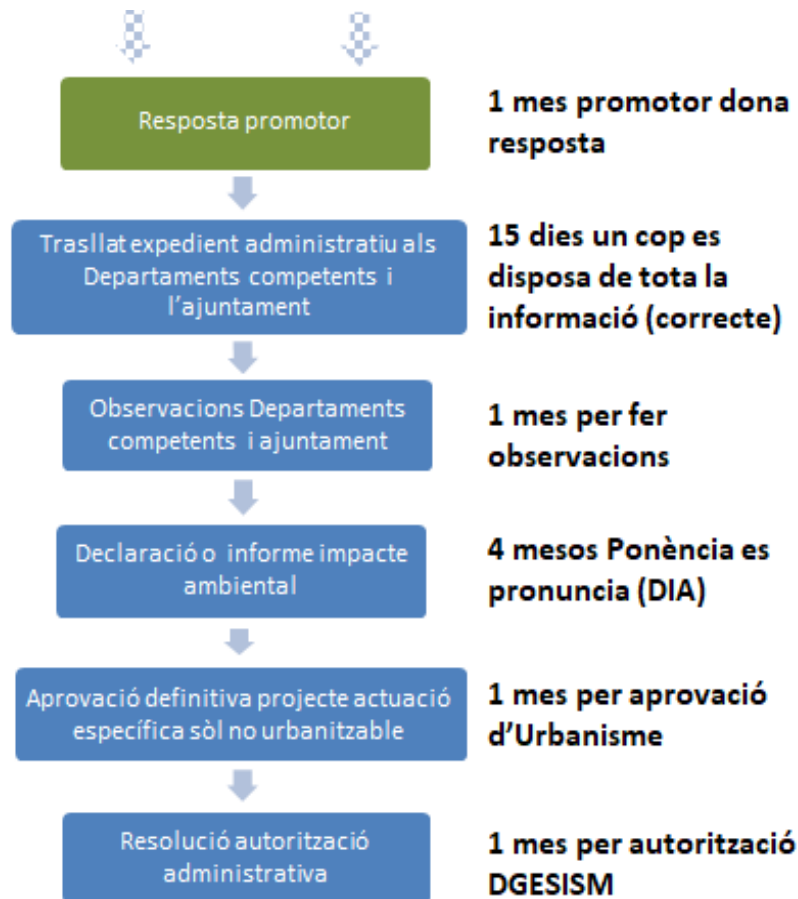 Resposta promotor
1 mes promotor dona
resposta
Trasllat expedient administratiu als
Departaments competents i
l'ajuntament
15 dies un cop es
disposa de tota la
informació (correcte)
Observacions Departaments
competents i ajuntament
1 mes per fer
observacions
Declaració o informe impacte
ambiental
4 mesos Ponència es
pronuncia (DIA)
Aprovació definitiva projecte actuació
específica sòl no urbanitzable
1 mes per aprovació
d'Urbanisme
Resolució autorització
administrativa
1 mes per autorització
DGESISM